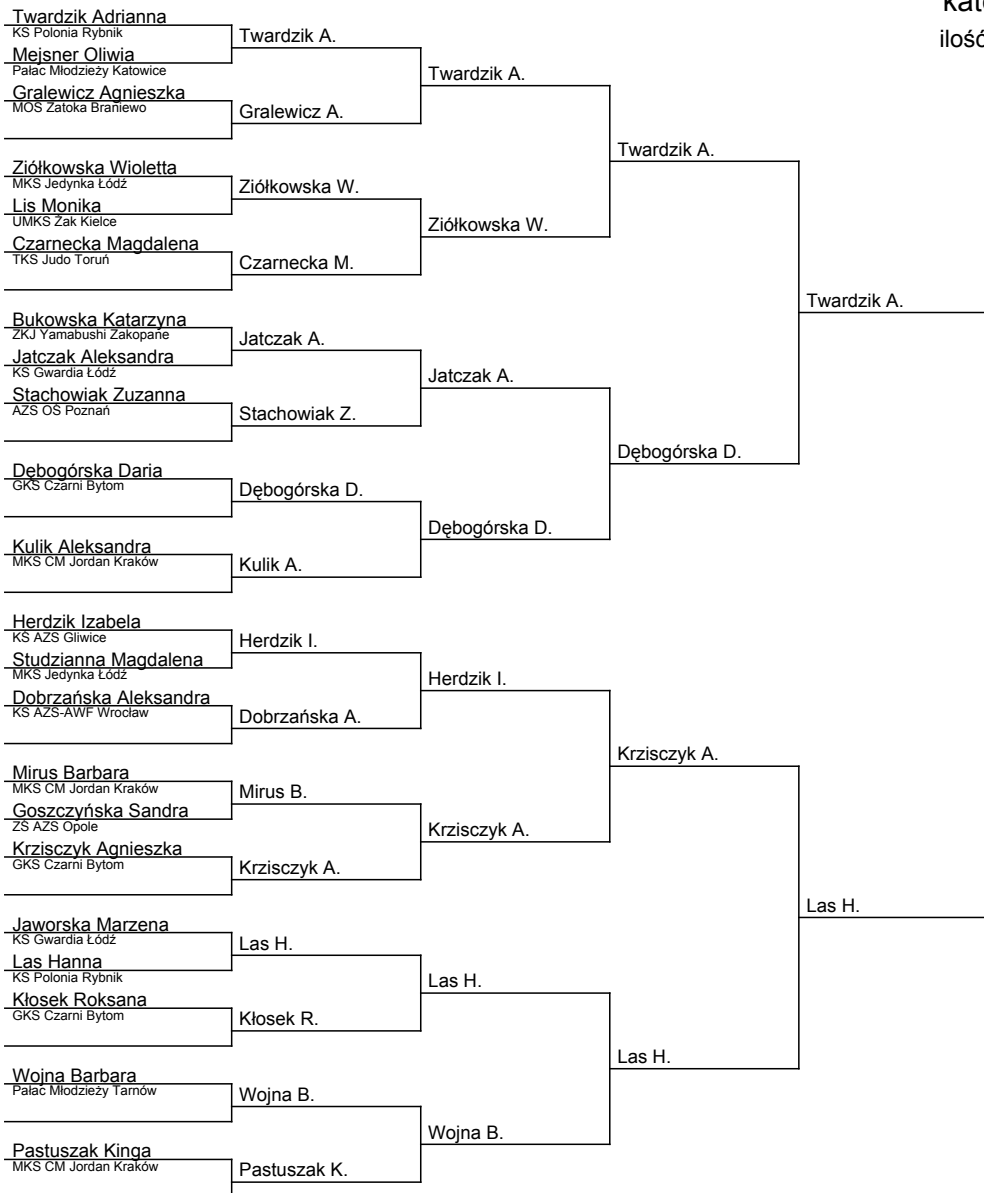 kat
ilość
Twardzik Adrianna
KS Polonia Rybnik
Mejsner Oliwia
Pałac Młodzieży Katowice
Gralewicz Agnieszka
MOS Zatoka Braniewo
Ziółkowska Wioletta
MKS Jedynka Łódź
Lis Monika
UMKS Żak Kielce
Czarnecka Magdalena
TKS Judo Toruń
Bukowska Katarzyna
ZKJ Yamabushi Zakopane
Jatczak Aleksandra
KS Gwardia Łódź
Stachowiak Zuzanna
AZS OŚ Poznań
Dębogórska Daria
GKS Czarni Bytom
Kulik Aleksandra
MKS CM Jordan Kraków
Herdzik Izabela
KŚ AZS Gliwice
Studzianna Magdalena
MKS Jedynka Łódź
Dobrzańska Aleksandra
KS AZS-AWF Wrocław
Mirus Barbara
MKS CM Jordan Kraków
Goszczyńska Sandra
ZŚ AZS Opole
Krzisczyk Agnieszka
GKS Czarni Bytom
Jaworska Marzena
KS Gwardia Łódź
Las Hanna
KS Polonia Rybnik
Kłosek Roksana
GKS Czarni Bytom
Wojna Barbara
Pałac Młodzieży Tarnów
Pastuszak Kinga
MKS CM Jordan Kraków
Twardzik A.
Gralewicz A.
Ziółkowska W.
Czarnecka M.
Jatczak A.
Stachowiak Z.
Dębogórska D.
Kulik A.
Herdzik I.
Dobrzańska A.
Mirus B.
Krzisczyk A.
Las H.
Kłosek R.
Wojna B.
Pastuszak K.
Twardzik A.
Ziółkowska W.
Jatczak A.
Dębogórska D.
Herdzik I.
Krzisczyk A.
Las H.
Wojna B.
Twardzik A.
Dębogórska D.
Krzisczyk A.
Las H.
Twardzik A.
Las H.